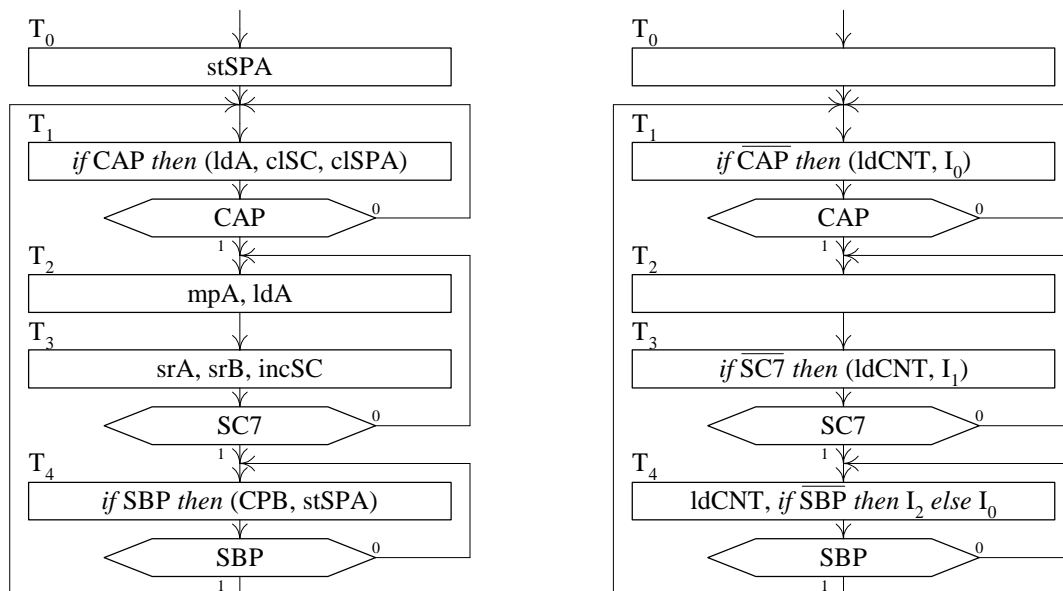 T₀
stSPA
T₁
if CAP then (ldA, clSC, clSPA)
CAP
0
1
T₂
mpA, ldA
T₃
srA, srB, incSC
SC7
0
1
T₄
if SBP then (CPB, stSPA)
SBP
0
1
T₀
T₁
if C̅A̅P̅ then (ldCNT, I₀)
CAP
0
1
T₂
T₃
if S̅C̅7̅ then (ldCNT, I₁)
SC7
0
1
T₄
ldCNT, if S̅B̅P̅ then I₂ else I₀
SBP
0
1